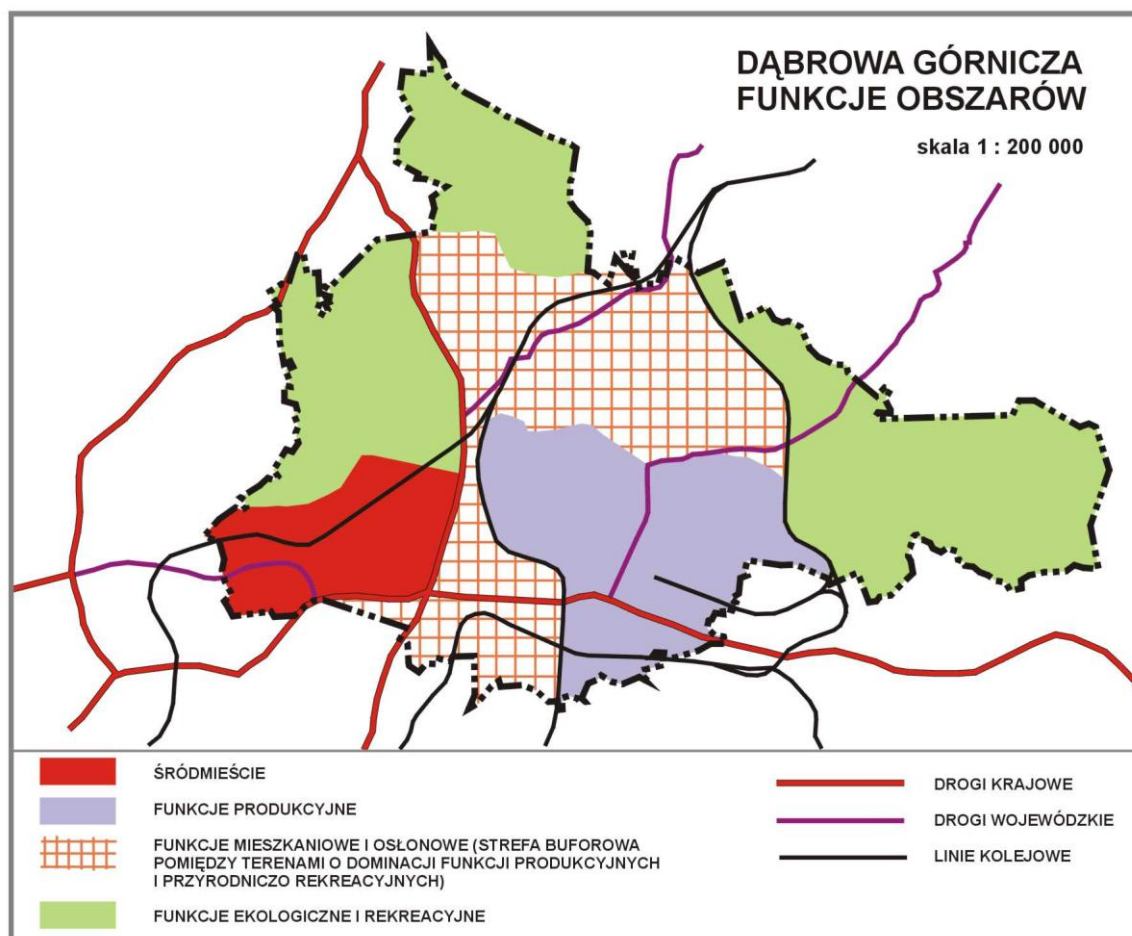 DĄBROWA GÓRNICZA
FUNKCJE OBSZARÓW
skala 1 : 200 000
ŚRÓDMIEŚCIE
FUNKCJE PRODUKCYJNE
FUNKCJE MIESZKANIOWE I OSŁONOWE (STREFA BUFOROWA
POMIĘDZY TERENAMI O DOMINACJI FUNKCJI PRODUKCYJNYCH
I PRZYRODNICZO REKREACYJNYCH)
FUNKCJE EKOLOGICZNE I REKREACYJNE
DROGI KRAJOWE
DROGI WOJEWÓDZKIE
LINIE KOLEJOWE